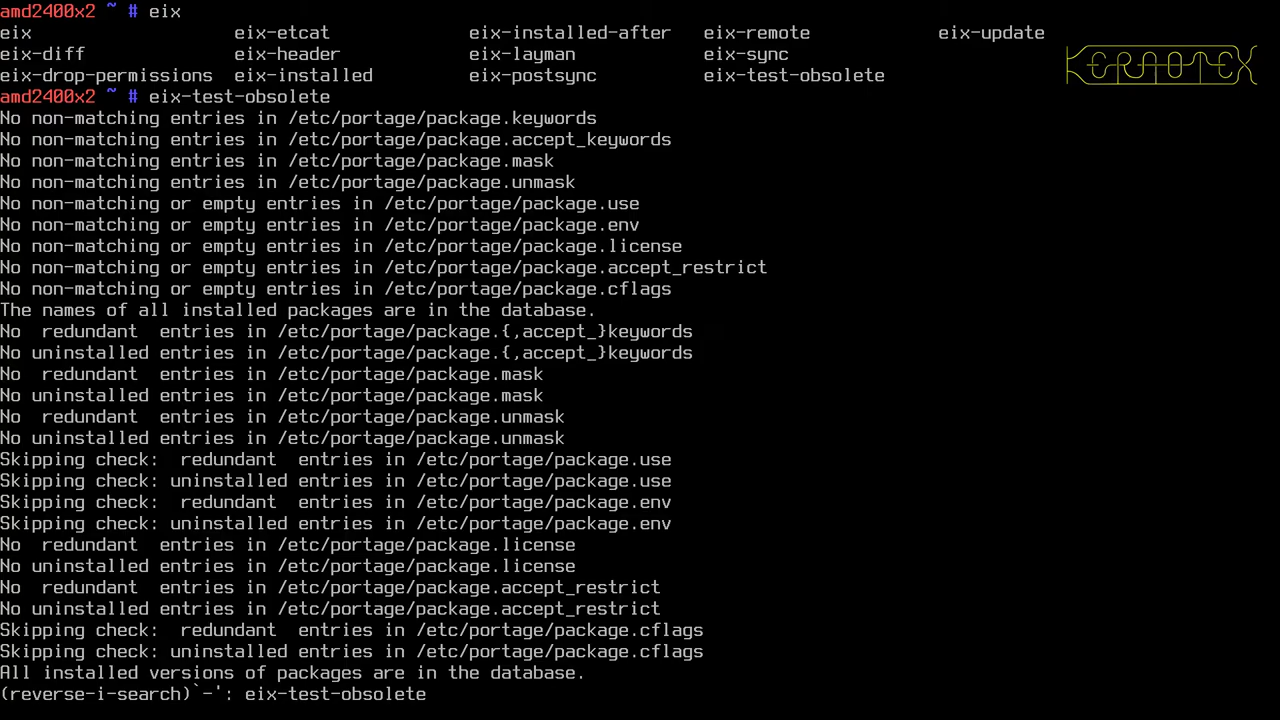 amd2400x2 ~ # eix
eix eix-etcat eix-installed-after eix-remote eix-update
eix-diff eix-header eix-layman eix-sync
eix-drop-permissions eix-installed eix-postsync eix-test-obsolete
KERNOTEX
amd2400x2 ~ # eix-test-obsolete
No non-matching entries in /etc/portage/package.keywords
No non-matching entries in /etc/portage/package.accept_keywords
No non-matching entries in /etc/portage/package.mask
No non-matching entries in /etc/portage/package.unmask
No non-matching or empty entries in /etc/portage/package.use
No non-matching or empty entries in /etc/portage/package.env
No non-matching or empty entries in /etc/portage/package.license
No non-matching or empty entries in /etc/portage/package.accept_restrict
No non-matching or empty entries in /etc/portage/package.cflags
The names of all installed packages are in the database.
No  redundant  entries in /etc/portage/package.{,accept_}keywords
No uninstalled entries in /etc/portage/package.{,accept_}keywords
No  redundant  entries in /etc/portage/package.mask
No uninstalled entries in /etc/portage/package.mask
No  redundant  entries in /etc/portage/package.unmask
No uninstalled entries in /etc/portage/package.unmask
Skipping check:  redundant  entries in /etc/portage/package.use
Skipping check: uninstalled entries in /etc/portage/package.use
Skipping check:  redundant  entries in /etc/portage/package.env
Skipping check: uninstalled entries in /etc/portage/package.env
No  redundant  entries in /etc/portage/package.license
No uninstalled entries in /etc/portage/package.license
No  redundant  entries in /etc/portage/package.accept_restrict
No uninstalled entries in /etc/portage/package.accept_restrict
Skipping check:  redundant  entries in /etc/portage/package.cflags
Skipping check: uninstalled entries in /etc/portage/package.cflags
All installed versions of packages are in the database.
(reverse-i-search)`-': eix-test-obsolete